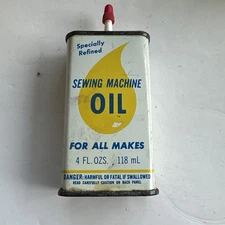 Specially
Refined
SEWING MACHINE
OIL
FOR ALL MAKES
4 FL. OZS. 118 mL
DANGER: HARMFUL OR FATAL IF SWALLOWED
READ CAREFULLY CAUTION ON BACK PANEL